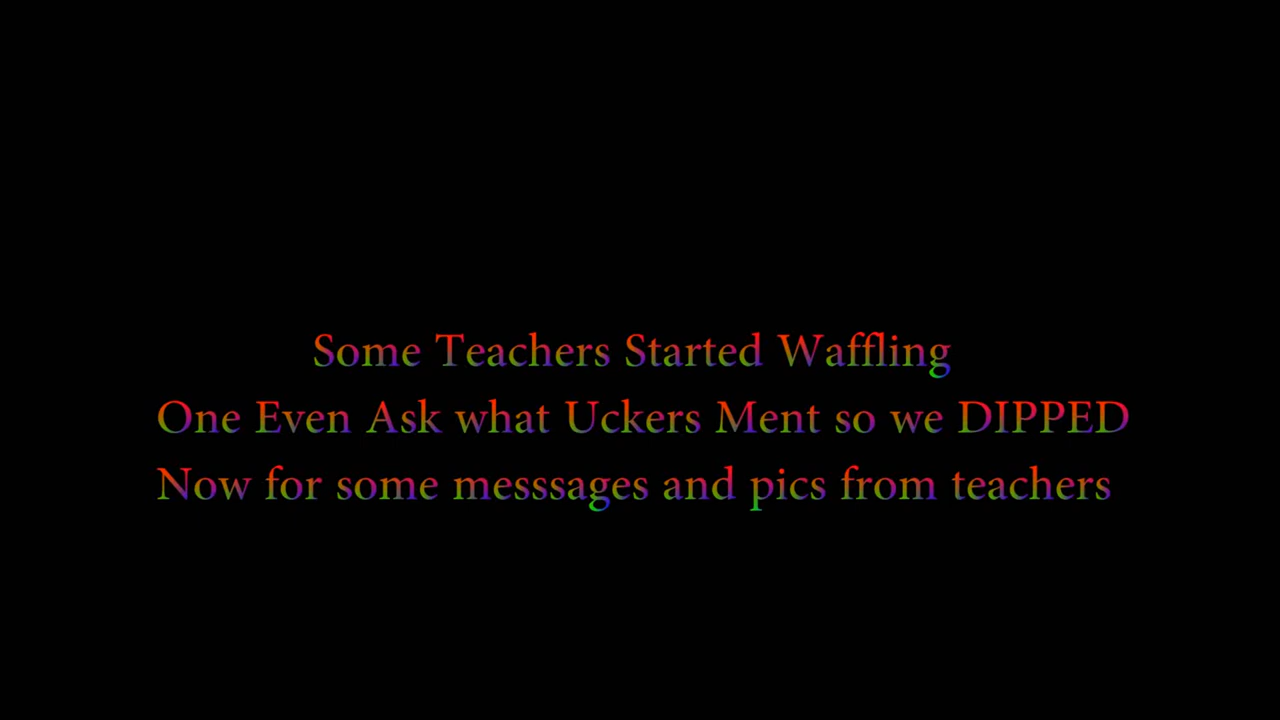 Some Teachers Started Waffling
One Even Ask what Uckers Ment so we DIPPED
Now for some messsages and pics from teachers